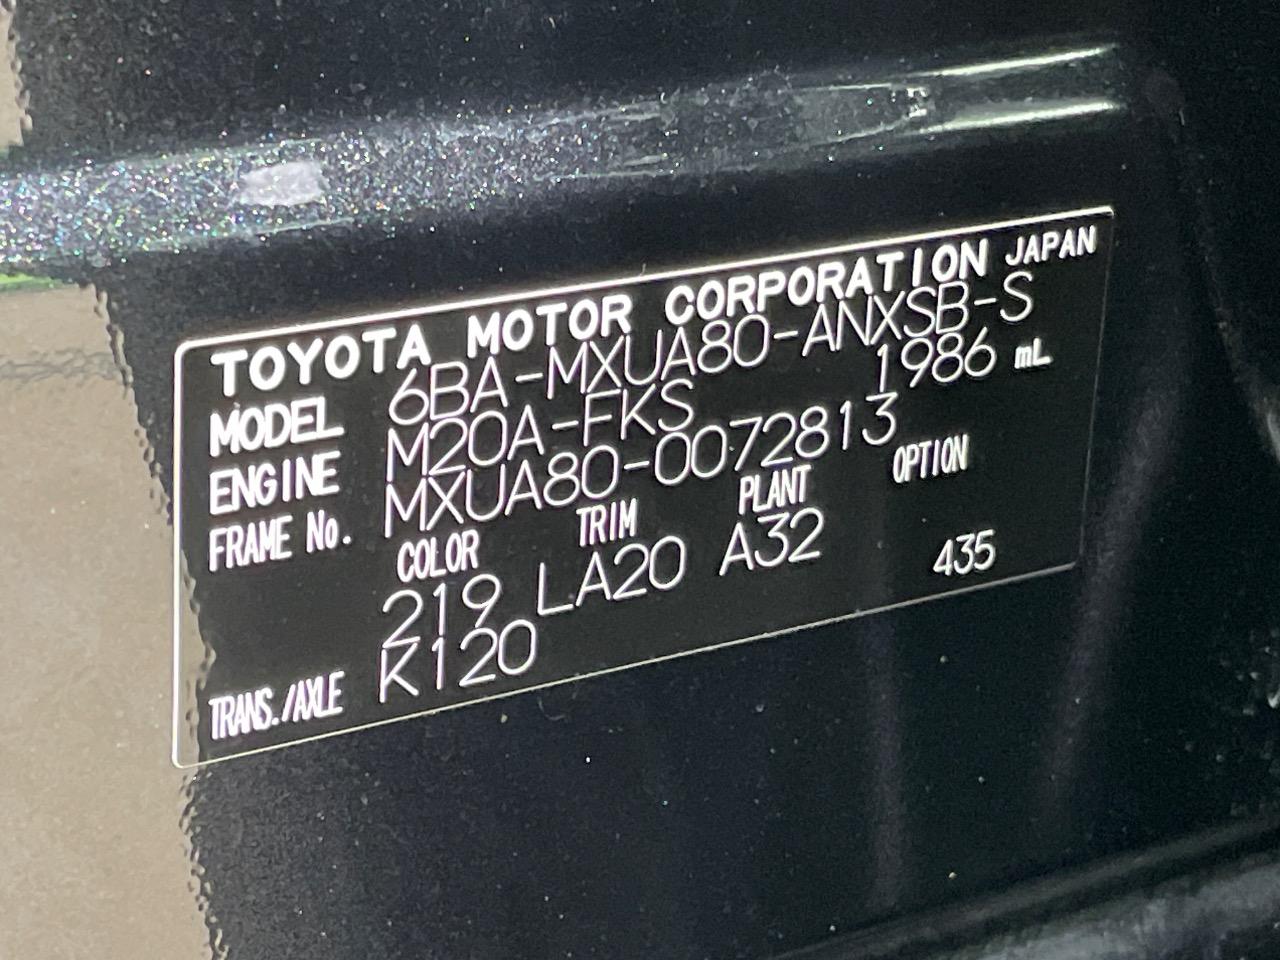 TOYOTA MOTOR CORPORATION JAPAN
MODEL 6BA-MXUA80-ANXSB-S
ENGINE M20A-FKS 1986 mL
FRAME No. MXUA80-0072813
COLOR TRIM PLANT OPTION
219 LA20 A32 435
TRANS./AXLE K120